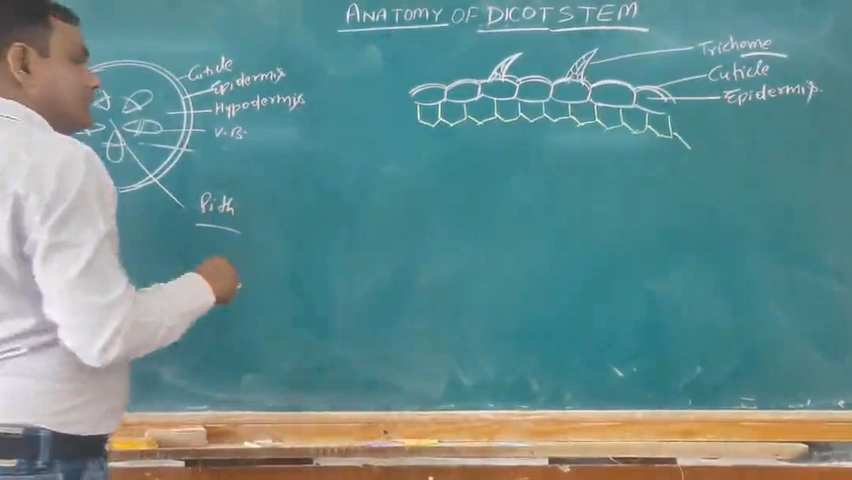 ANATOMY OF DICOT STEM
Cuticle
Epidermis
Hypodermis
V.B.
Pith
Trichome
Cuticle
Epidermis.